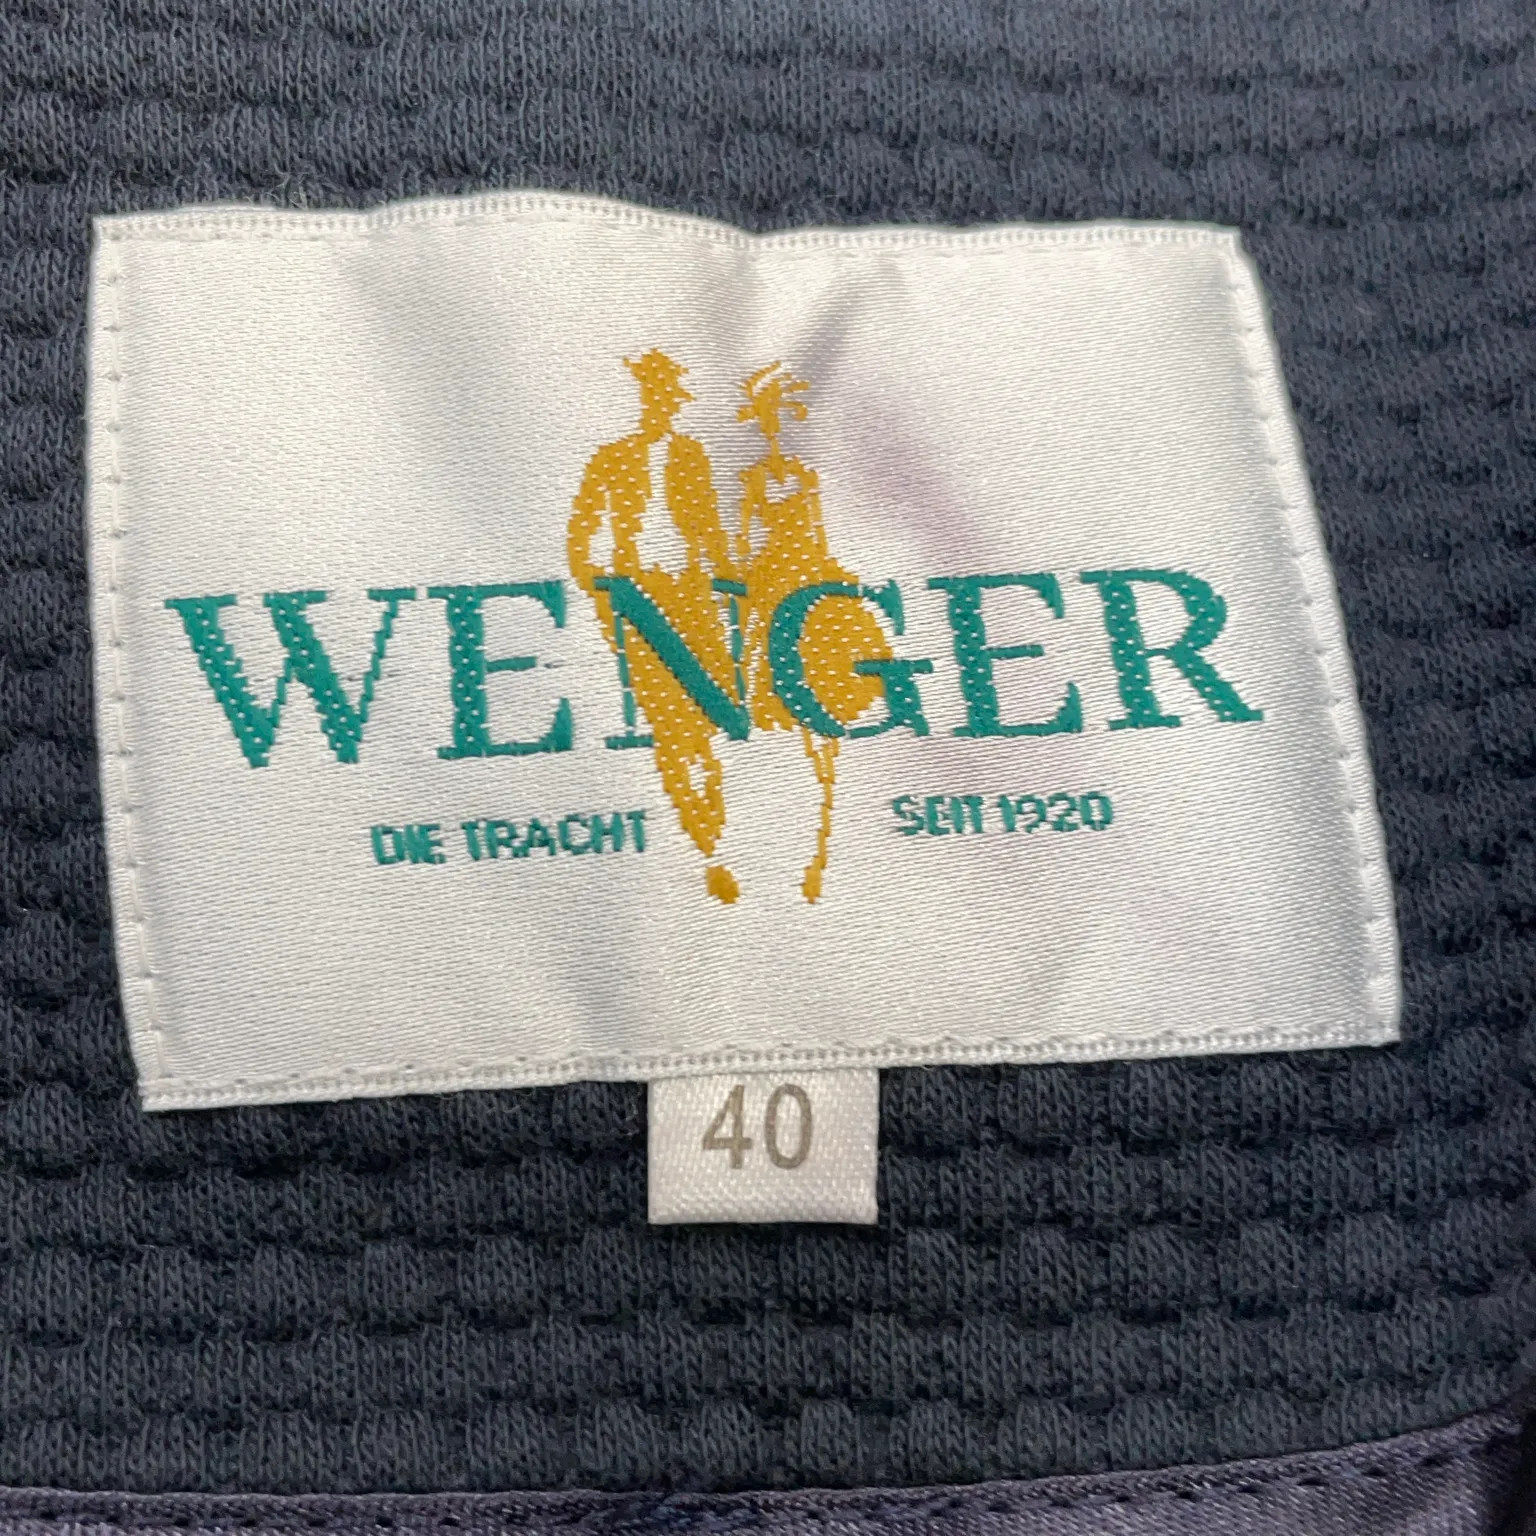 WENGER
DIE TRACHT SEIT 1920
40